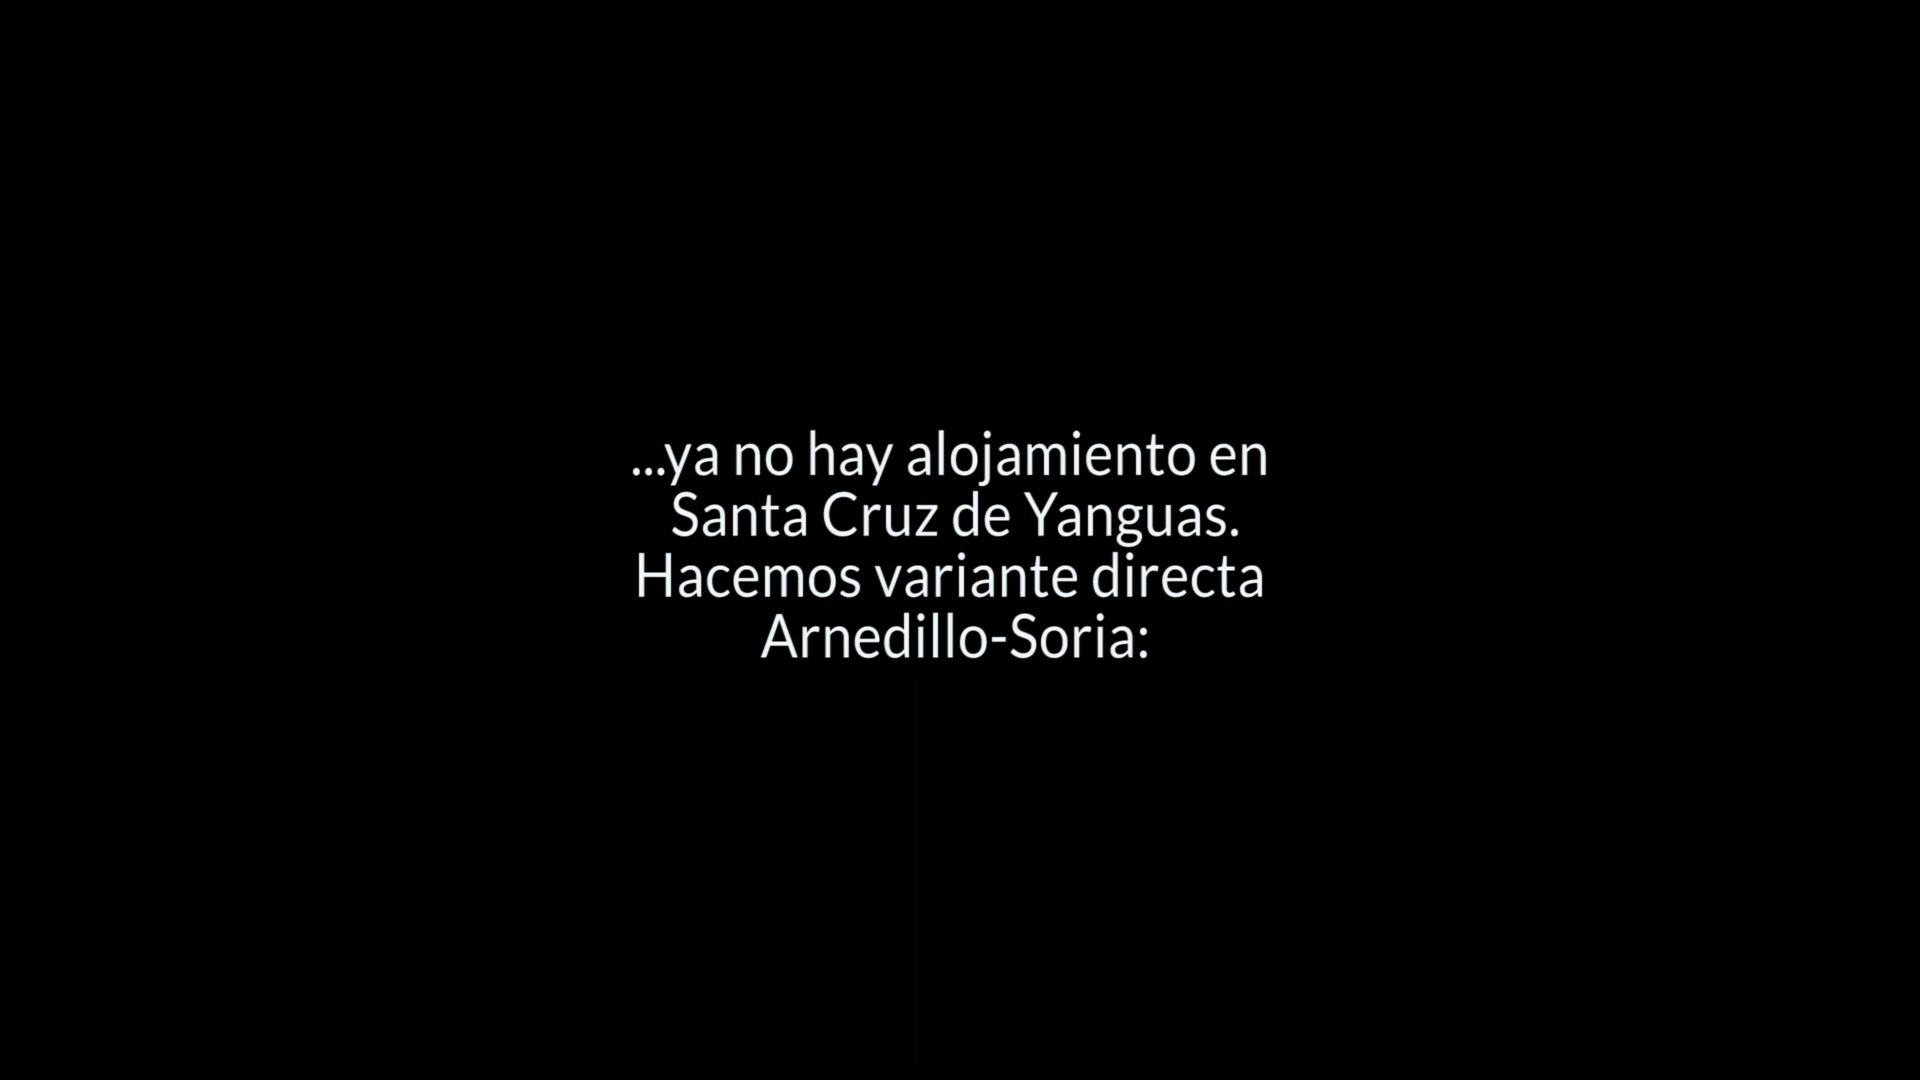 ...ya no hay alojamiento en
Santa Cruz de Yanguas.
Hacemos variante directa
Arnedillo-Soria: